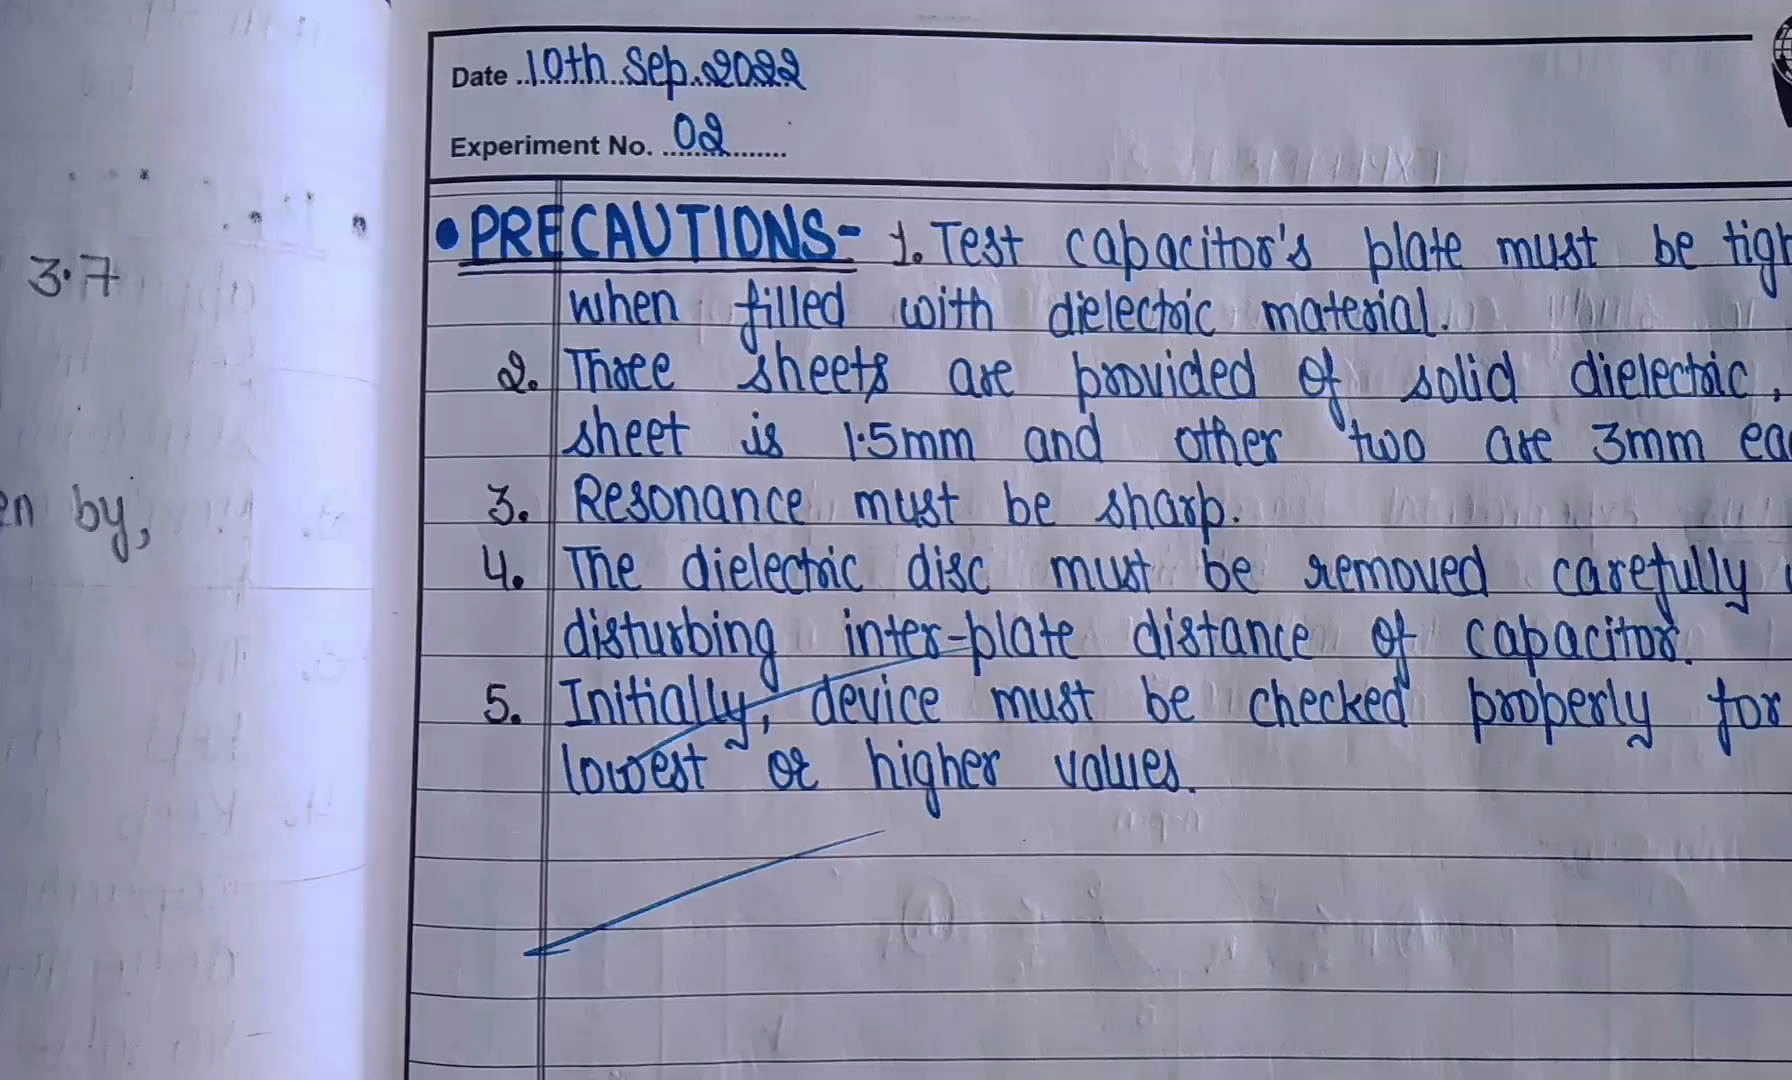 3.7
en by,
Date 10th Sep. 2022
Experiment No. 02
• PRECAUTIONS- 1. Test capacitor's plate must be tigh
when filled with dielectric material.
2. Three sheets are provided of solid dielectric,
sheet is 1.5mm and other two are 3mm ea
3. Resonance must be sharp.
4. The dielectric disc must be removed carefully
disturbing inter-plate distance of capacitor.
5. Initially, device must be checked properly for
lowest or higher values.